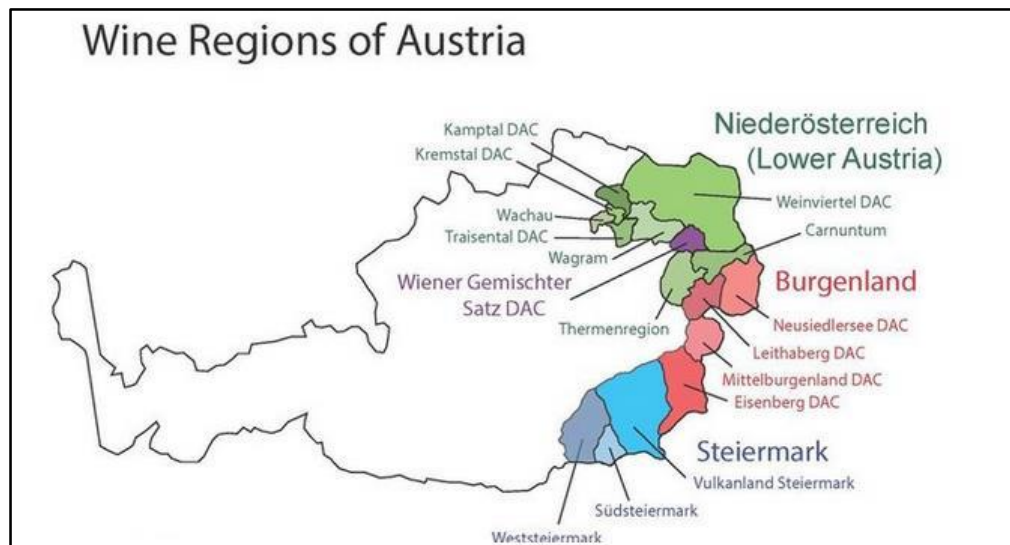 Wine Regions of Austria
Kamptal DAC
Kremstal DAC
Niederösterreich
(Lower Austria)
Wachau
Traisental DAC
Wagram
Weinviertel DAC
Carnuntum
Wiener Gemischter
Satz DAC
Burgenland
Thermenregion
Neusiedlersee DAC
Leithaberg DAC
Mittelburgenland DAC
Eisenberg DAC
Steiermark
Vulkanland Steiermark
Südsteiermark
Weststeiermark